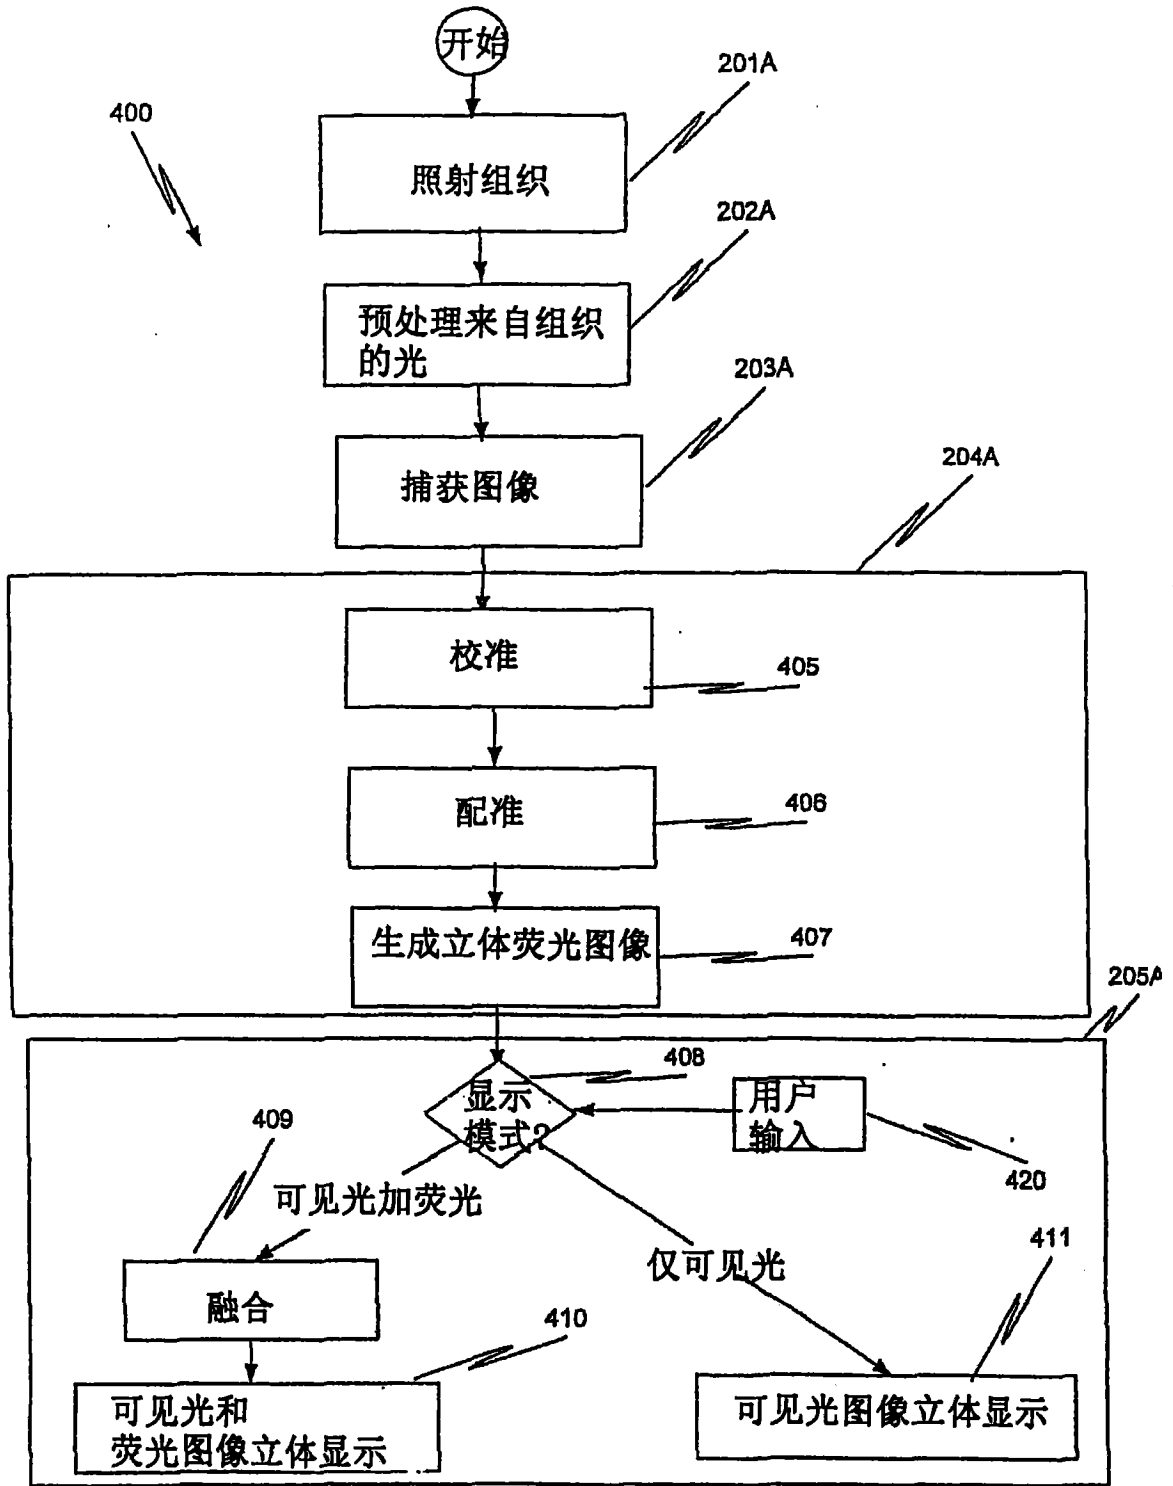 开始
201A
400
照射组织
202A
预处理来自组织
的光
203A
捕获图像
204A
校准
405
配准
406
生成立体荧光图像
407
205A
408
显示
模式?
用户
输入
409
420
可见光加荧光
仅可见光
411
融合
410
可见光和
荧光图像立体显示
可见光图像立体显示